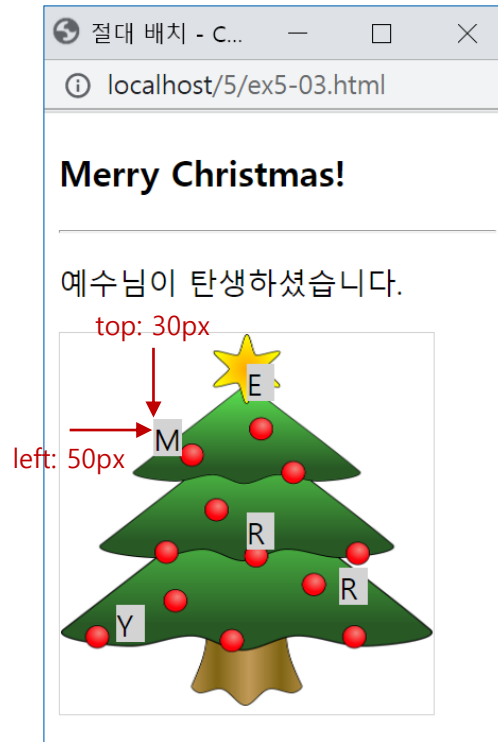 절대 배치 - C...
localhost/5/ex5-03.html
Merry Christmas!
예수님이 탄생하셨습니다.
top: 30px
E
M
left: 50px
R
R
Y